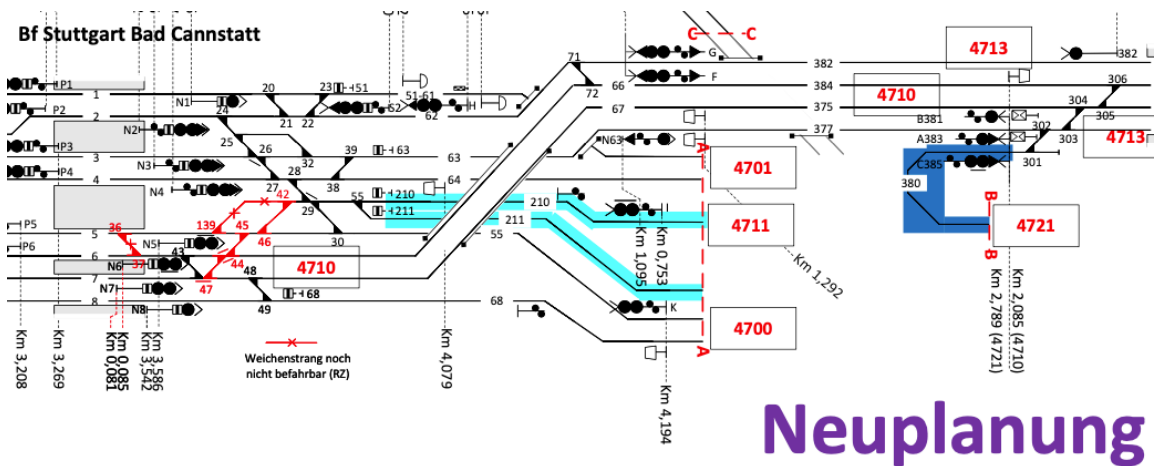 Bf Stuttgart Bad Cannstatt
C C
4713
382
G
71
382
P1
1
20
23
51
51-61
F
384
306
N1
S2
H
72
66
4710
P2
2
24
21
22
62
67
375
304
305
N2
B381
302
303
4713
25
377
A383
P3
3
26
32
39
63
63
N63
A
301
N3
C385
P4
4
27
28
38
64
4701
380
N4
42
55
210
210
I
B
29
211
211
4711
4721
P5
36
139
45
5
46
30
55
B
P6
N5
6
37
43
44
4710
N6
7
47
48
N7
68
K
4700
8
N8
49
68
A
Km 3,208
Km 3,269
Km 0,081
Km 0,085
Km 3,542
Km 3,586
Km 4,079
Km 1,095
Km 0,753
Km 1,292
Km 4,194
Km 2,789 (4721)
Km 2,085 (4710)
Weichenstrang noch
nicht befahrbar (RZ)
Neuplanung